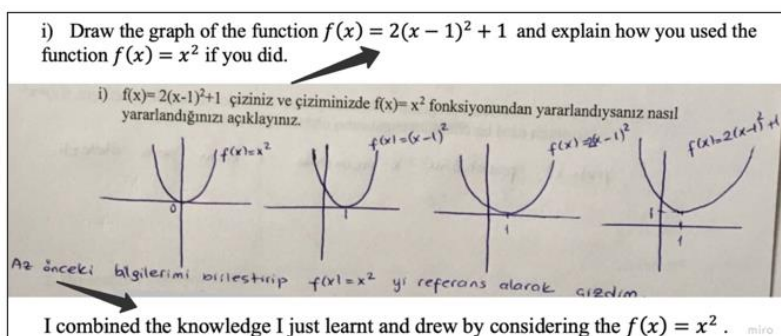 i) Draw the graph of the function f(x) = 2(x − 1)² + 1 and explain how you used the
function f(x) = x² if you did.
i) f(x)= 2(x-1)²+1 çiziniz ve çiziminizde f(x)= x² fonksiyonundan yararlandıysanız nasıl
yararlandığınızı açıklayınız.
f(x)=x² f(x)=(x-1)² f(x)= -1)² f(x)=2(x-1)²+1
0 1 1 1
1
Az önceki bilgilerimi birleştirip f(x)=x² yi referans alarak çizdim.
I combined the knowledge I just learnt and drew by considering the f(x) = x² .
miro